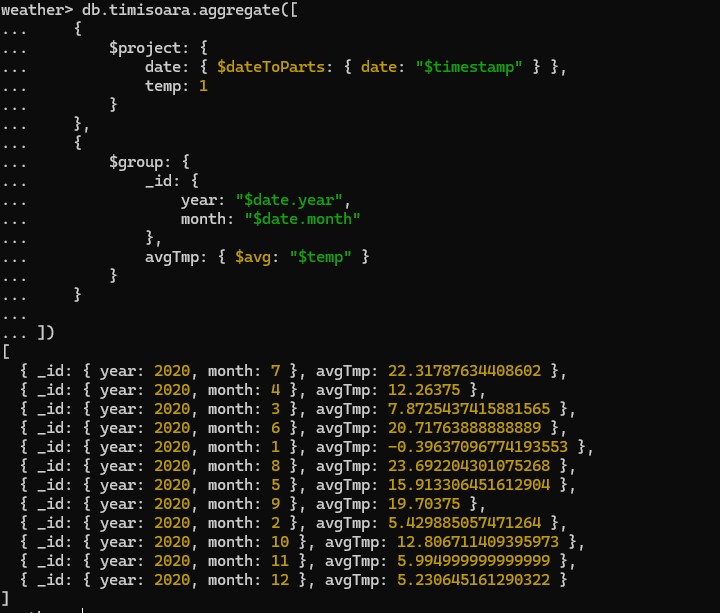 weather> db.timisoara.aggregate([
...     {
...         $project: {
...             date: { $dateToParts: { date: "$timestamp" } },
...             temp: 1
...         }
...     },
...     {
...         $group: {
...             _id: {
...                 year: "$date.year",
...                 month: "$date.month"
...             },
...             avgTmp: { $avg: "$temp" }
...         }
...     }
...
... ])
[
  { _id: { year: 2020, month: 7 }, avgTmp: 22.31787634408602 },
  { _id: { year: 2020, month: 4 }, avgTmp: 12.26375 },
  { _id: { year: 2020, month: 3 }, avgTmp: 7.8725437415881565 },
  { _id: { year: 2020, month: 6 }, avgTmp: 20.71763888888889 },
  { _id: { year: 2020, month: 1 }, avgTmp: -0.39637096774193553 },
  { _id: { year: 2020, month: 8 }, avgTmp: 23.692204301075268 },
  { _id: { year: 2020, month: 5 }, avgTmp: 15.913306451612904 },
  { _id: { year: 2020, month: 9 }, avgTmp: 19.70375 },
  { _id: { year: 2020, month: 2 }, avgTmp: 5.429885057471264 },
  { _id: { year: 2020, month: 10 }, avgTmp: 12.806711409395973 },
  { _id: { year: 2020, month: 11 }, avgTmp: 5.994999999999999 },
  { _id: { year: 2020, month: 12 }, avgTmp: 5.230645161290322 }
]